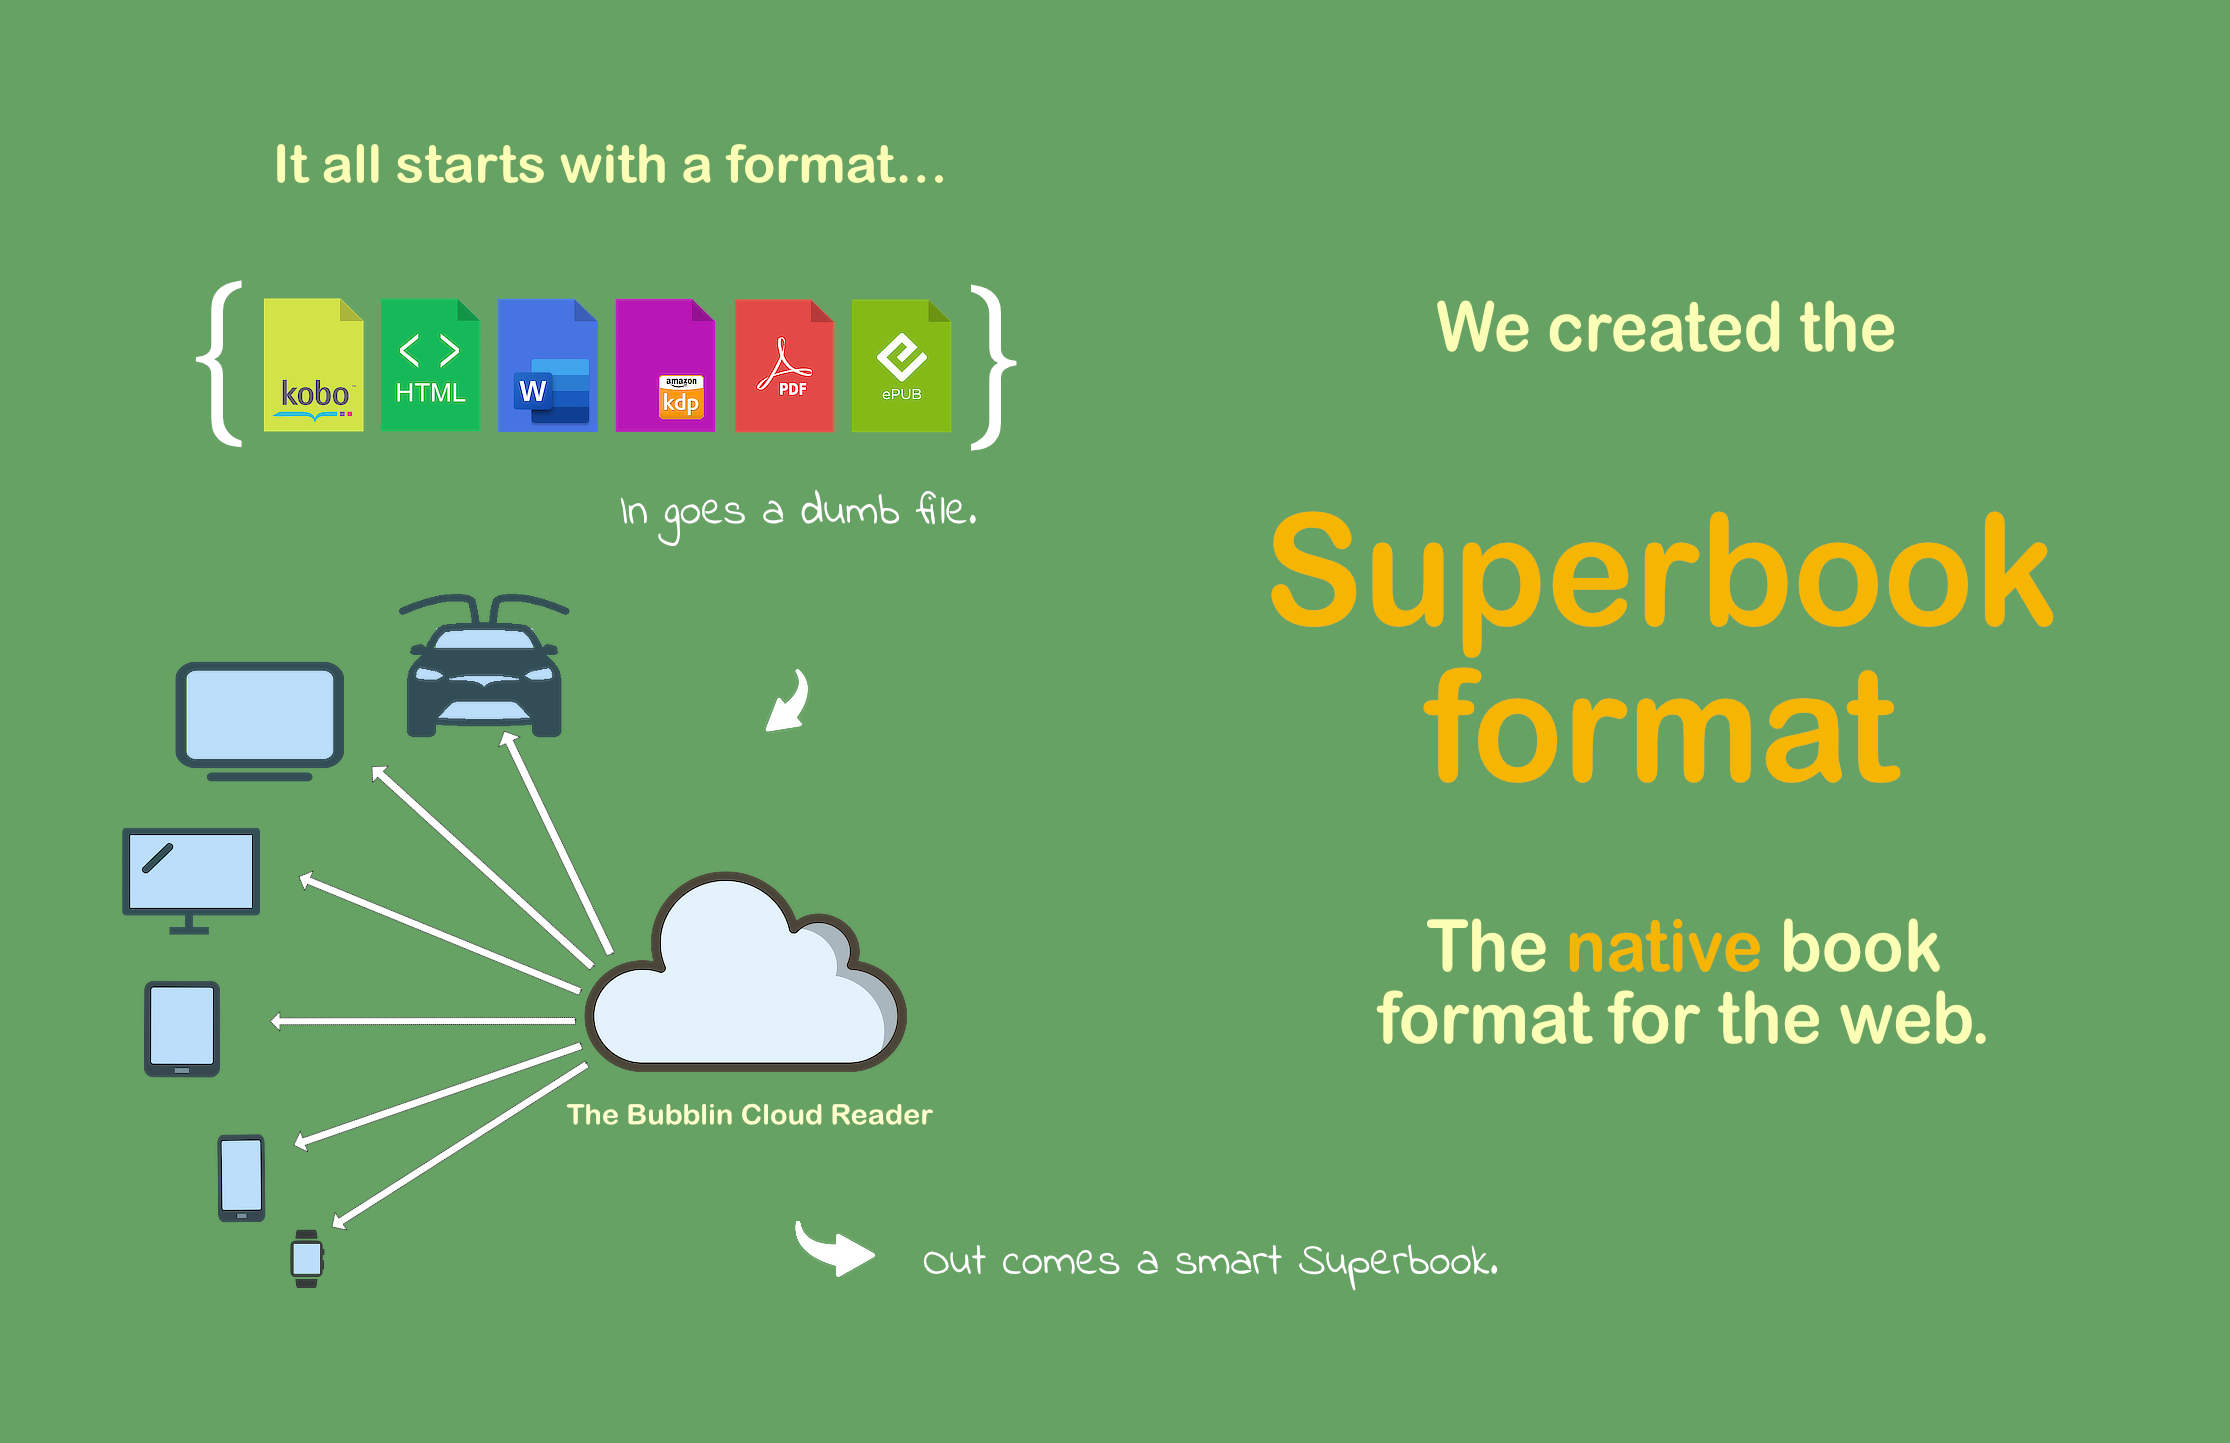 It all starts with a format...
kobo
< >
HTML
W
amazon
kdp
PDF
ePUB
In goes a dumb file.
The Bubblin Cloud Reader
Out comes a smart Superbook.
We created the
Superbook
format
The native book
format for the web.